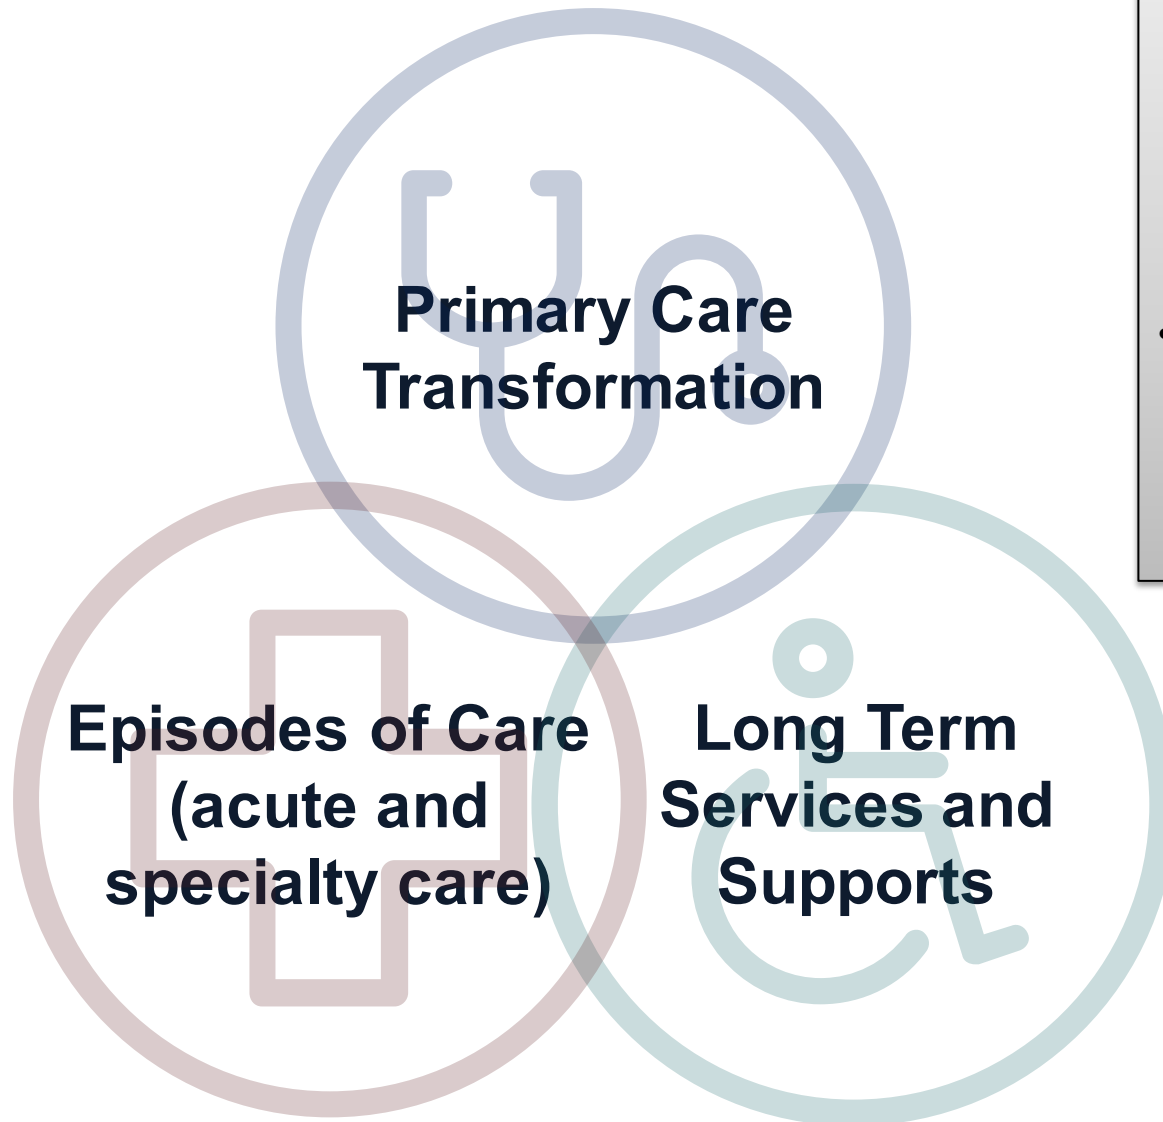 Primary Care
Transformation
Episodes of Care
(acute and
specialty care)
Long Term
Services and
Supports